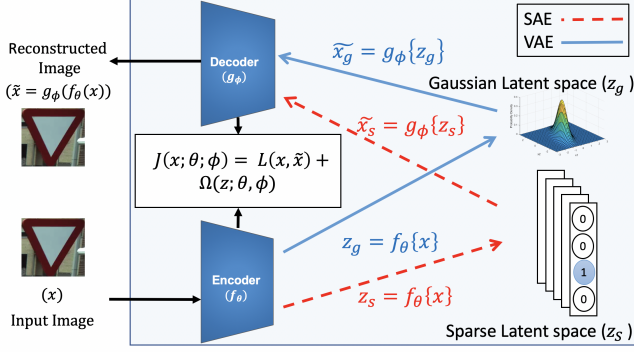 SAE
VAE
Reconstructed
Image
(x̃ = g_ϕ(f_θ(x))
Decoder
(g_ϕ)
x̃_g = g_ϕ{z_g}
Gaussian Latent space (z_g)
x̃_s = g_ϕ{z_s}
J(x; θ; ϕ) = L(x, x̃) +
Ω(z; θ, ϕ)
0
0
1
0
Encoder
(f_θ)
z_g = f_θ{x}
z_s = f_θ{x}
(x)
Input Image
Sparse Latent space (z_S)